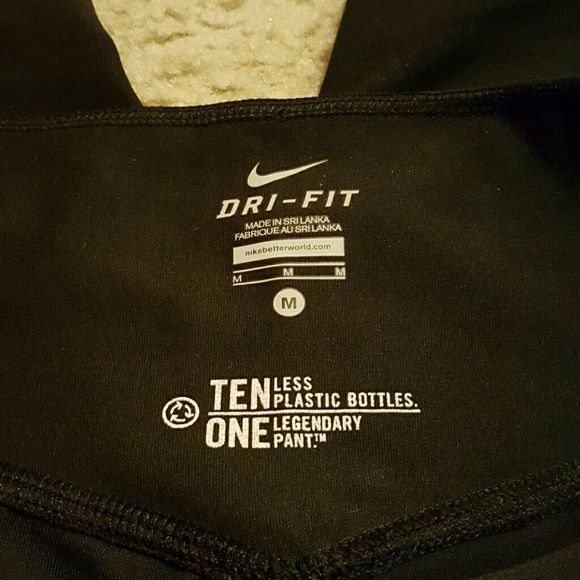 DRI-FIT
MADE IN SRI LANKA
FABRIQUE AU SRI LANKA
nikebetterworld.com
M M M
M
TEN LESS PLASTIC BOTTLES.
ONE LEGENDARY PANT.™